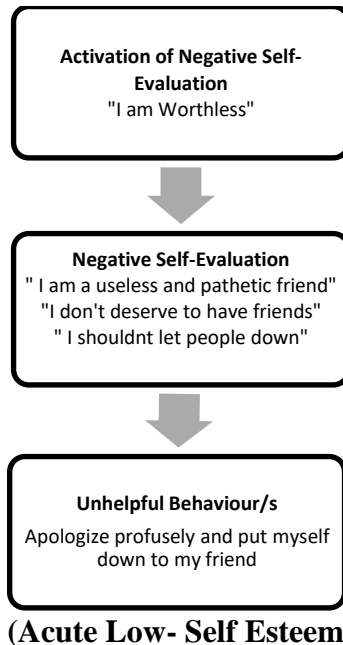 Activation of Negative Self-
Evaluation
"I am Worthless"
Negative Self-Evaluation
" I am a useless and pathetic friend"
"I don't deserve to have friends"
" I shouldnt let people down"
Unhelpful Behaviour/s
Apologize profusely and put myself
down to my friend
(Acute Low- Self Esteem